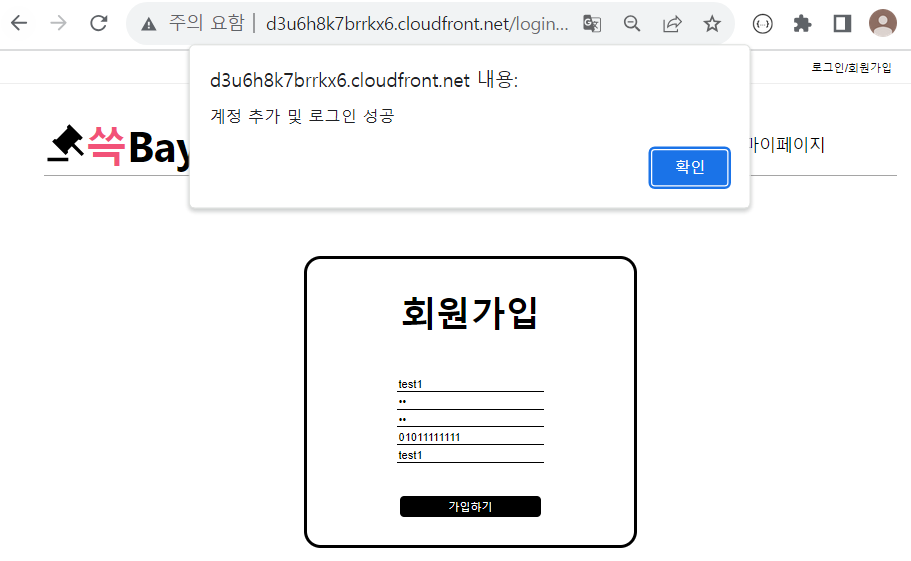 주의 요함 | d3u6h8k7brrkx6.cloudfront.net/login...
로그인/회원가입
d3u6h8k7brrkx6.cloudfront.net 내용:
계정 추가 및 로그인 성공
확인
쓱Bay
마이페이지
회원가입
test1
••
••
01011111111
test1
가입하기